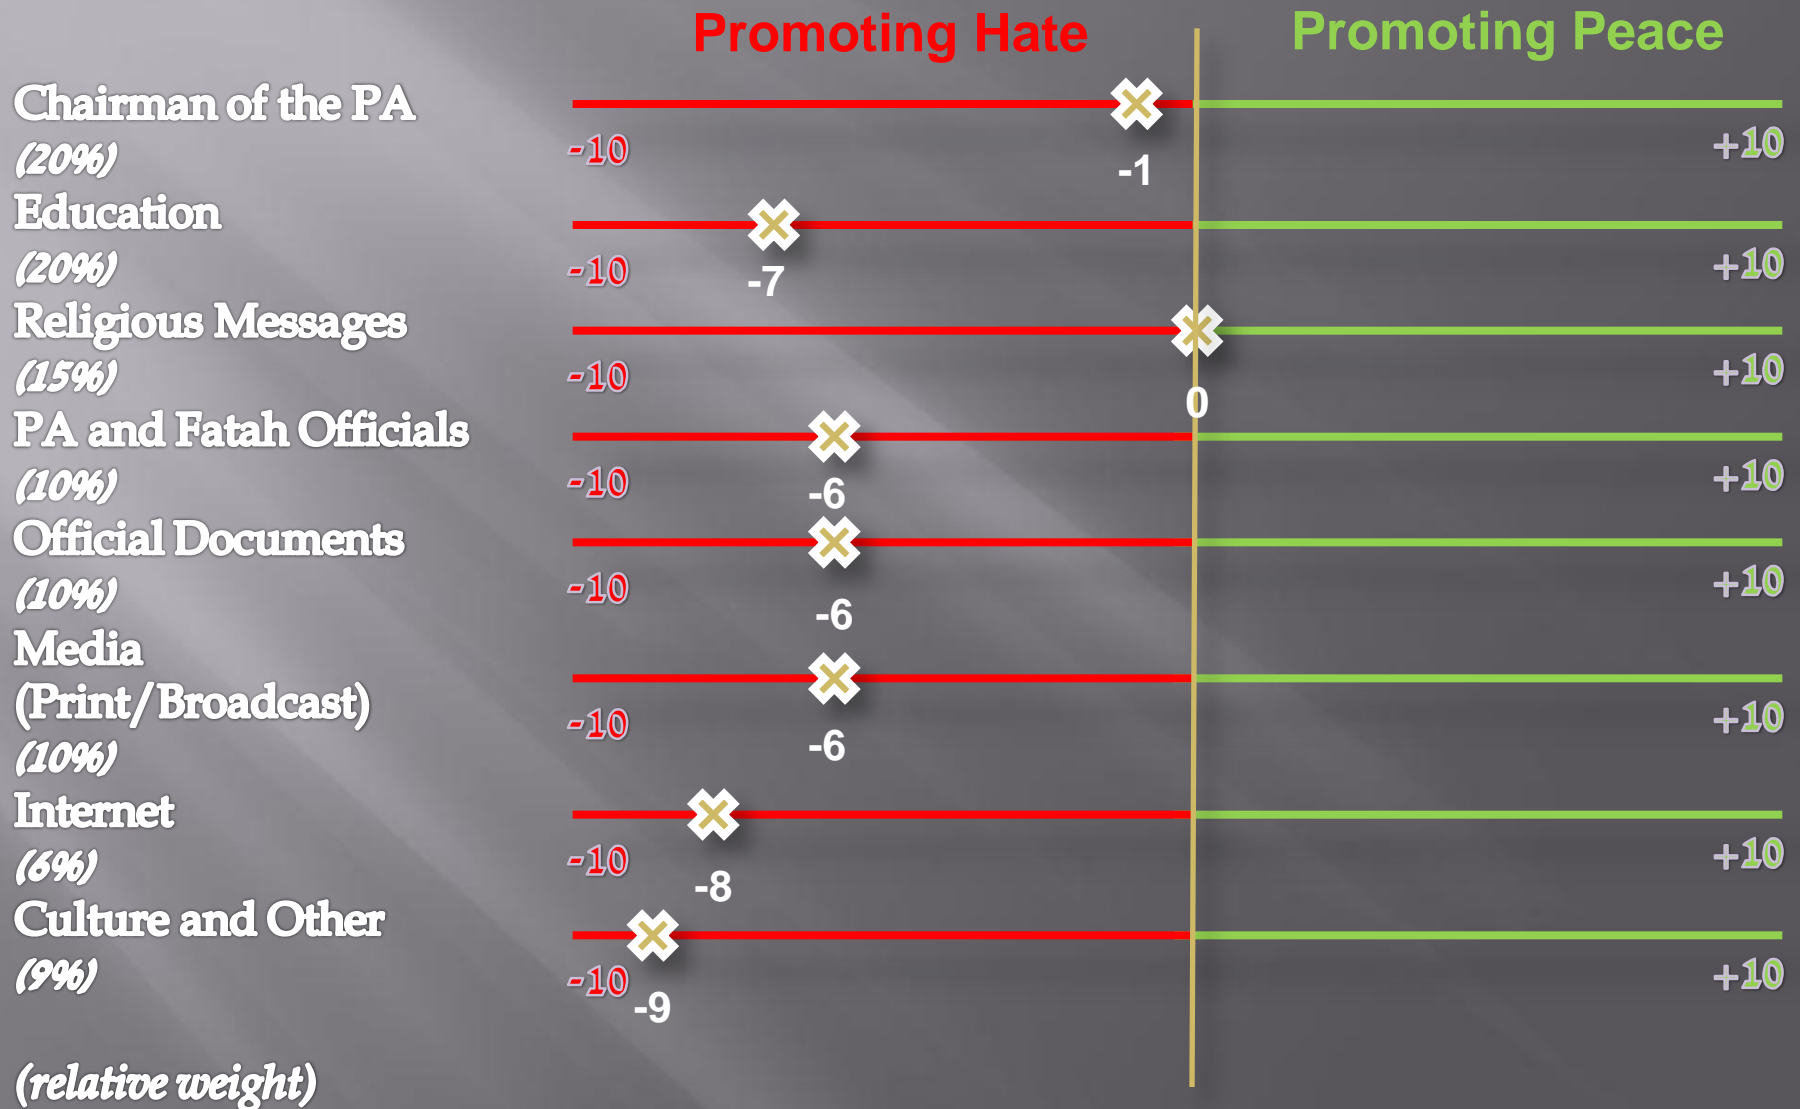 Promoting Hate
Promoting Peace
Chairman of the PA
(20%)
-10
-1
+10
Education
(20%)
-10
-7
+10
Religious Messages
(15%)
-10
0
+10
PA and Fatah Officials
(10%)
-10
-6
+10
Official Documents
(10%)
-10
-6
+10
Media
(Print/Broadcast)
(10%)
-10
-6
+10
Internet
(6%)
-10
-8
+10
Culture and Other
(9%)
-10
-9
+10
(relative weight)